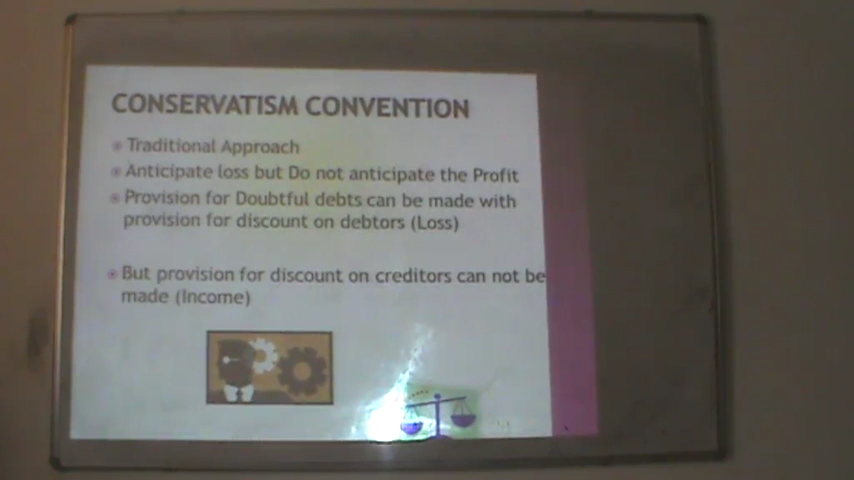 CONSERVATISM CONVENTION
Traditional Approach
Anticipate loss but Do not anticipate the Profit
Provision for Doubtful debts can be made with
provision for discount on debtors (Loss)
But provision for discount on creditors can not be
made (Income)